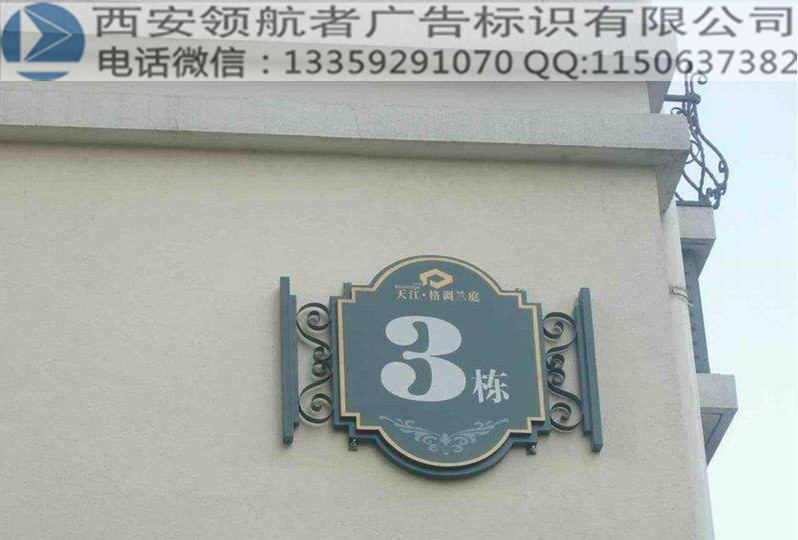 西安领航者广告标识有限公司
电话微信：13359291070 QQ:1150637382
天江·格调兰庭
3栋